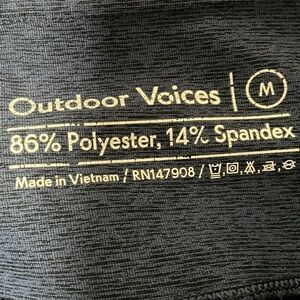 Outdoor Voices | M
86% Polyester, 14% Spandex
Made in Vietnam / RN147908 /